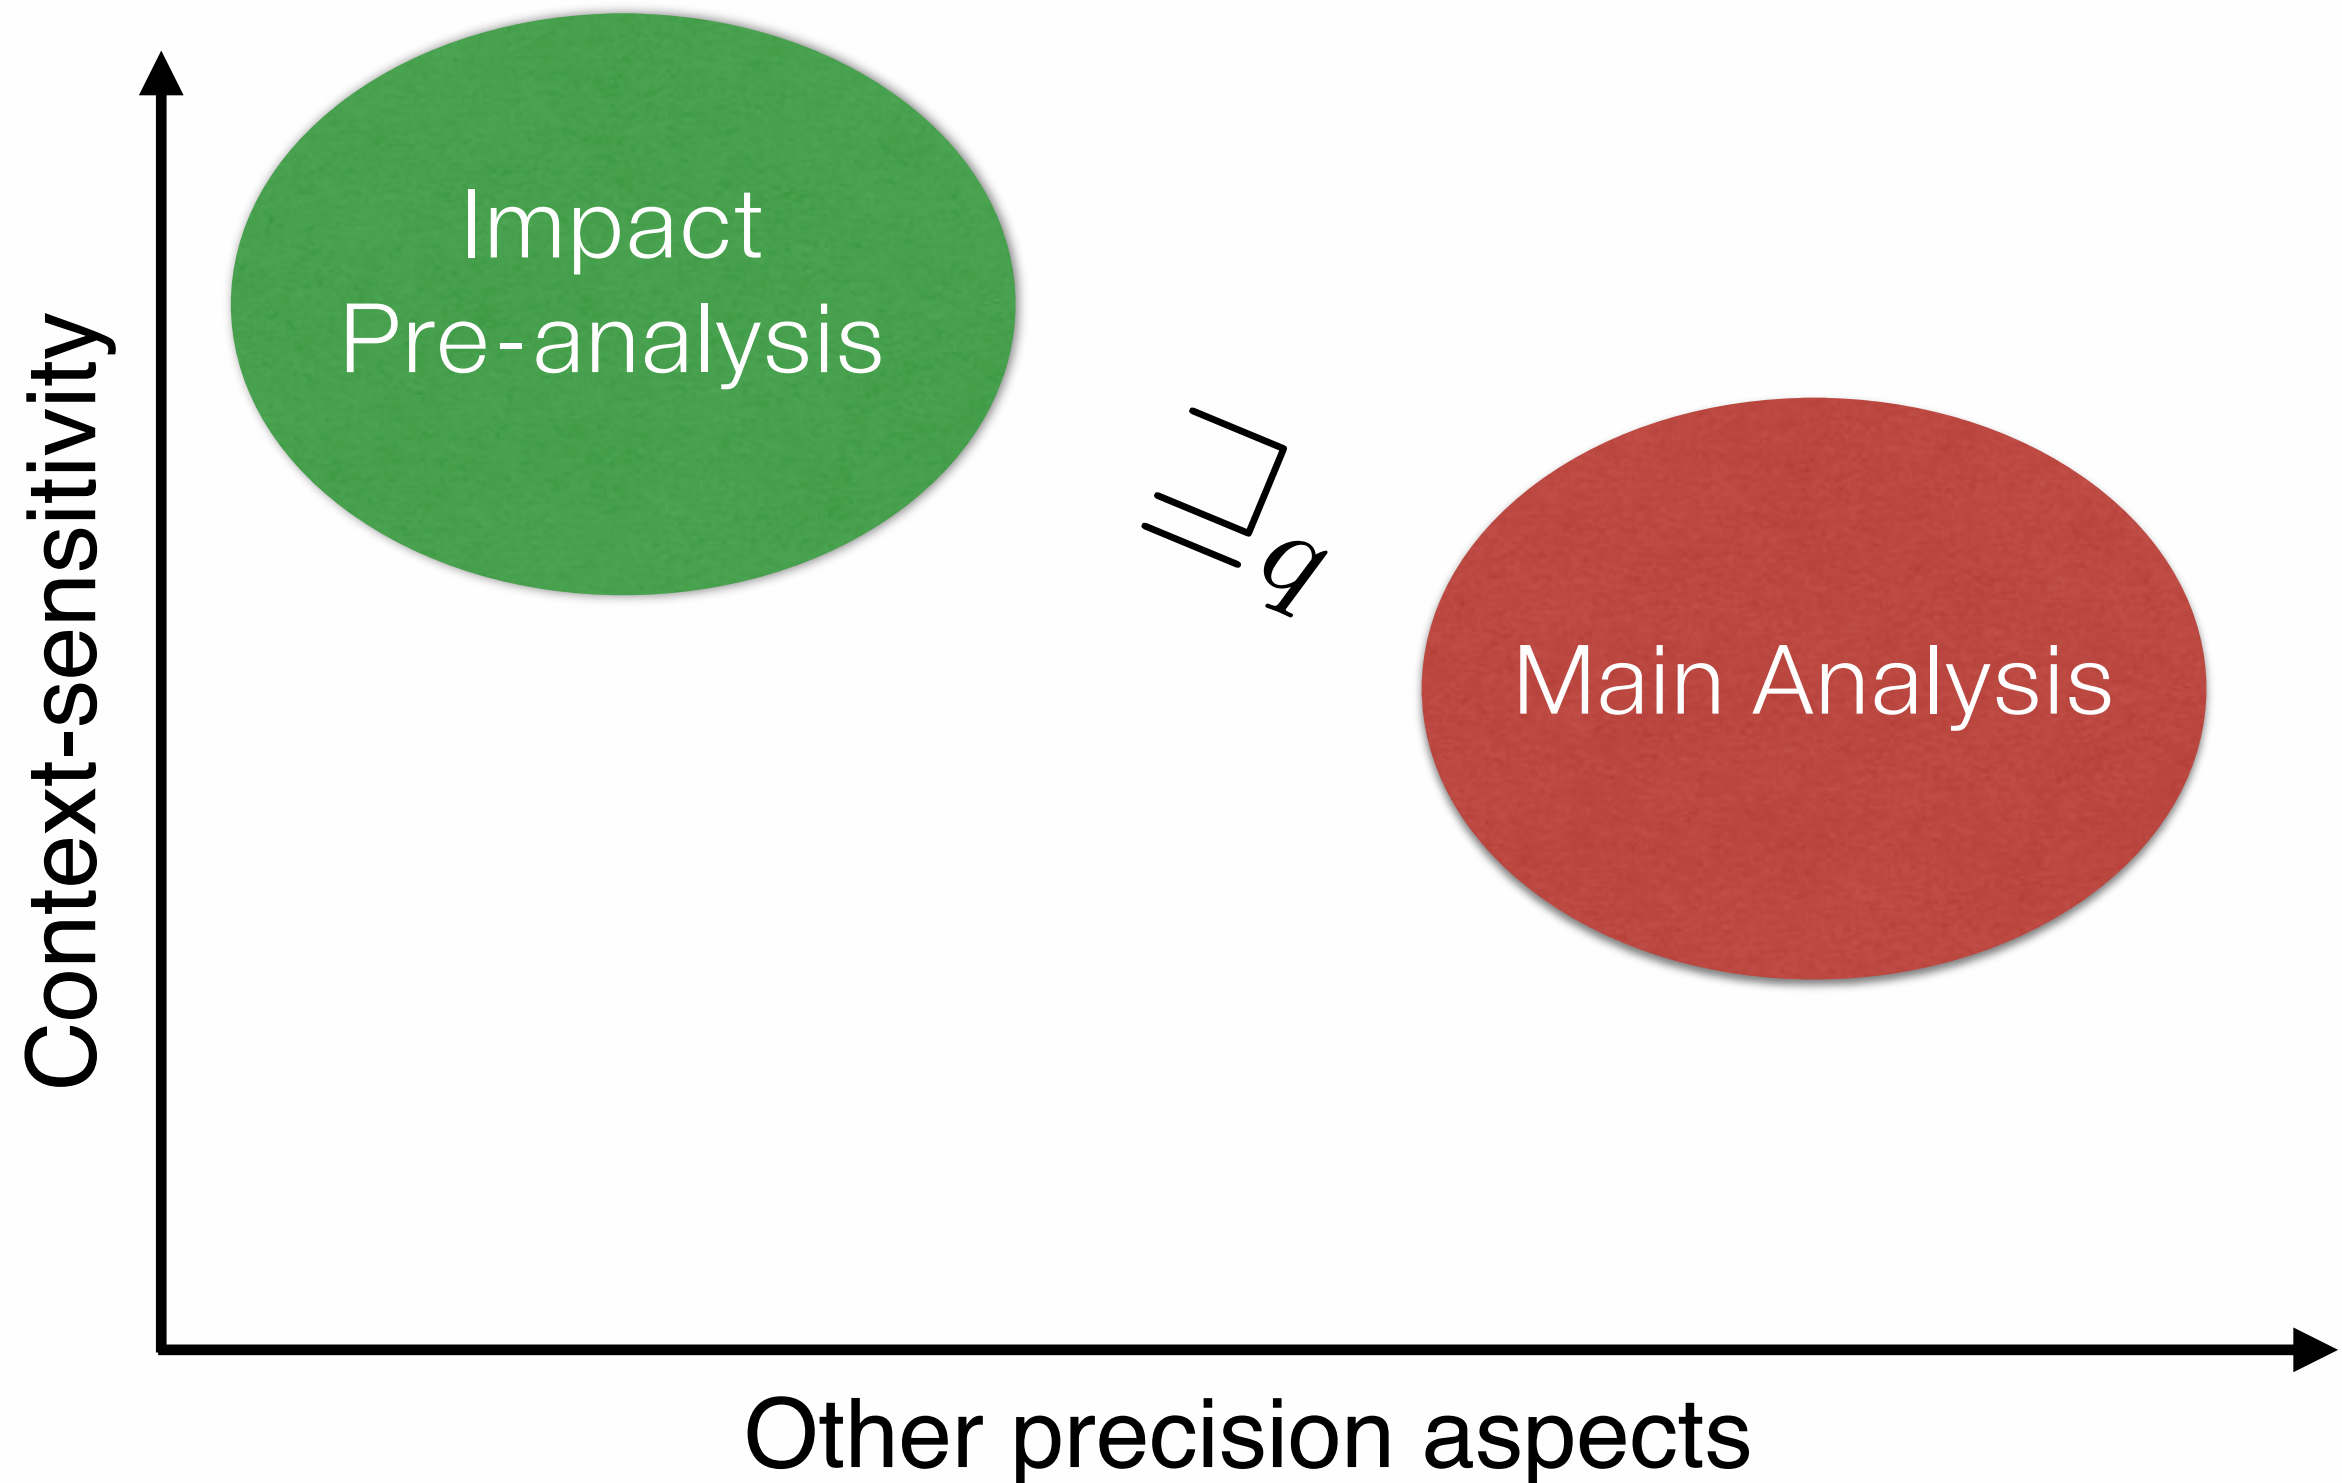 Impact
Pre-analysis
⊒q
Main Analysis
Context-sensitivity
Other precision aspects